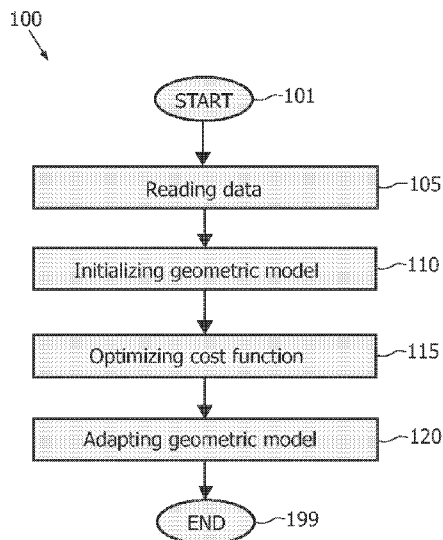 100
START
101
Reading data
105
Initializing geometric model
110
Optimizing cost function
115
Adapting geometric model
120
END
199